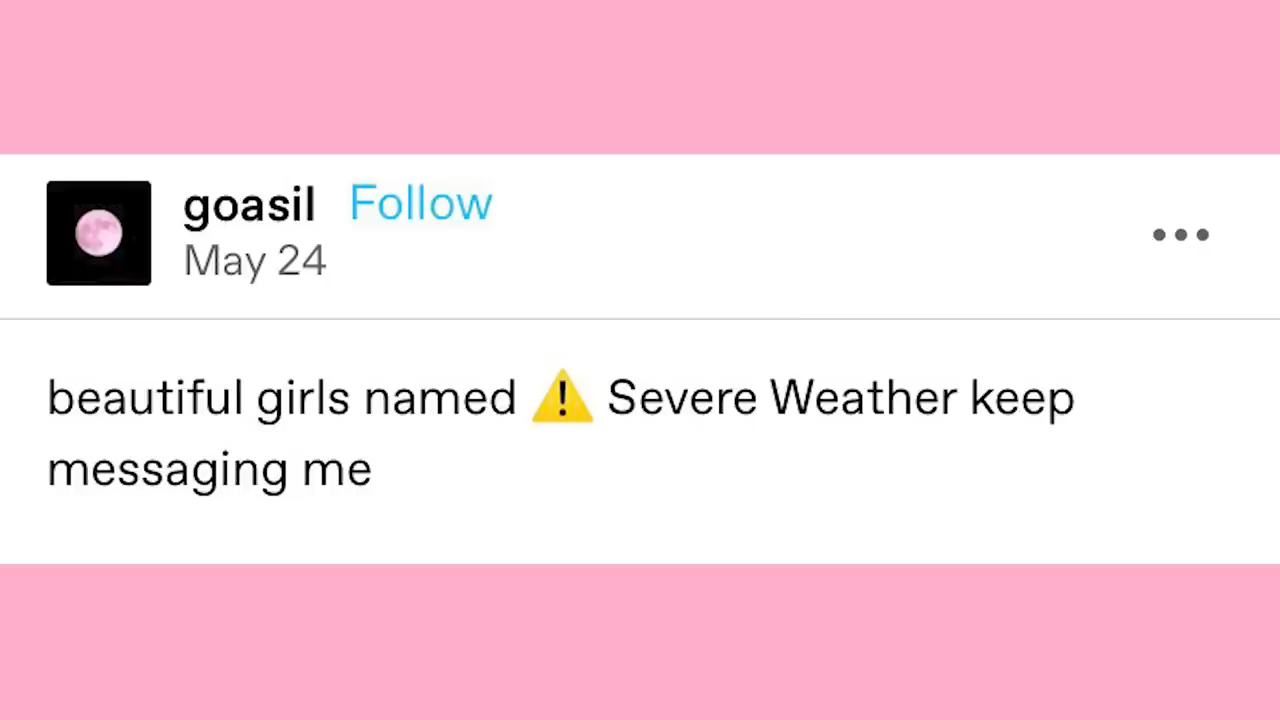 goasil Follow
May 24
beautiful girls named ⚠️ Severe Weather keep
messaging me